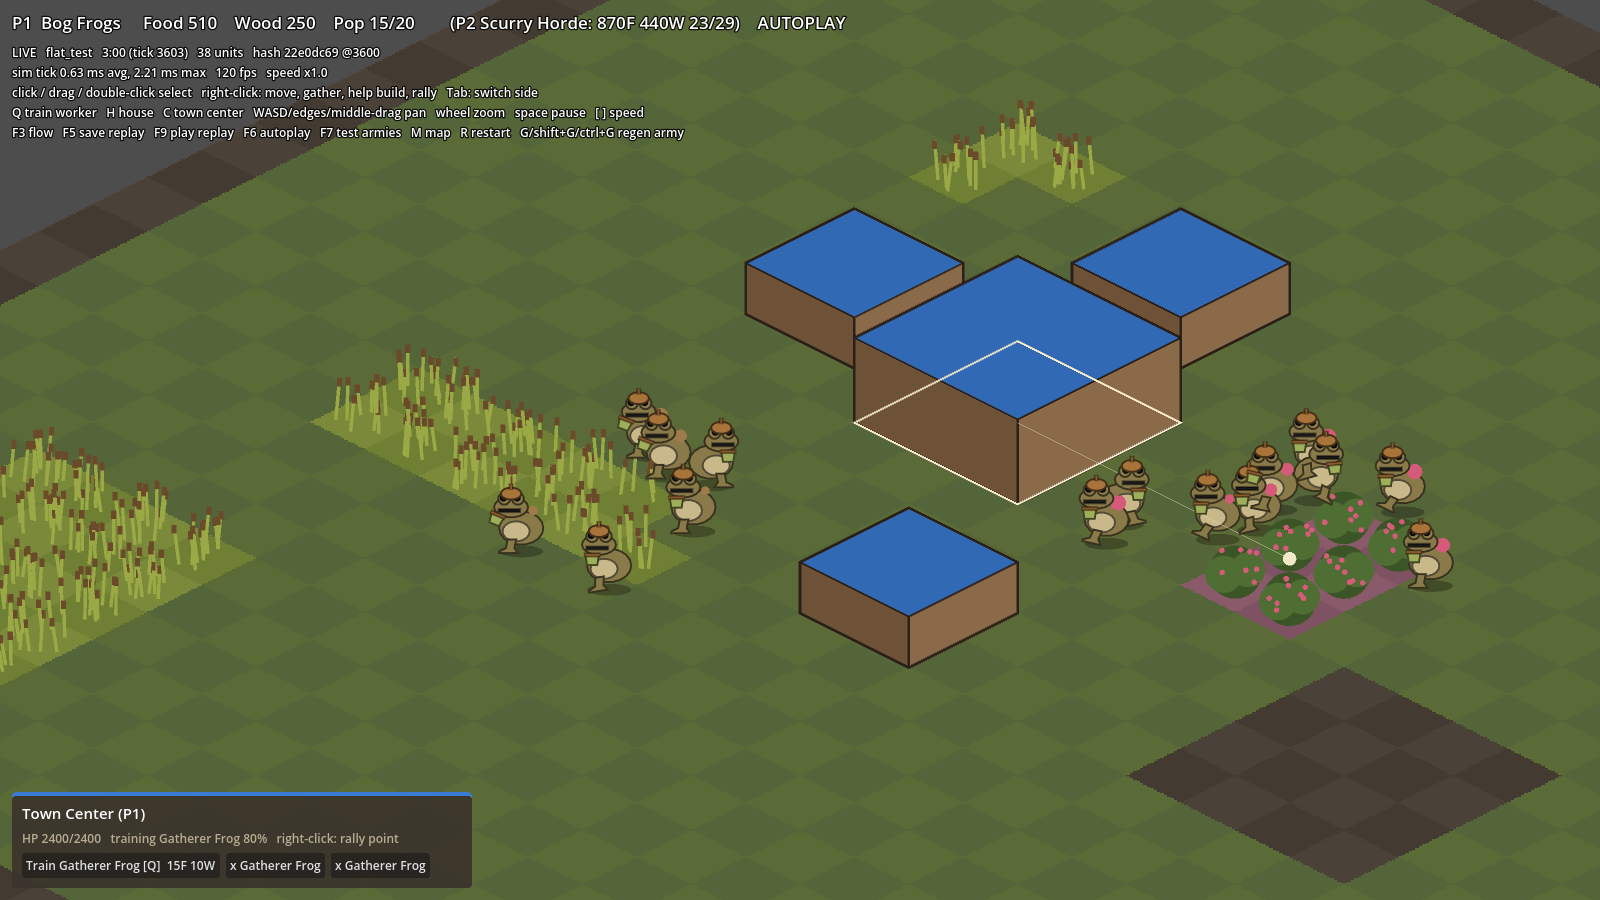 P1 Bog Frogs Food 510 Wood 250 Pop 15/20 (P2 Scurry Horde: 870F 440W 23/29) AUTOPLAY
LIVE flat_test 3:00 (tick 3603) 38 units hash 22e0dc69 @3600
sim tick 0.63 ms avg, 2.21 ms max 120 fps speed x1.0
click / drag / double-click select right-click: move, gather, help build, rally Tab: switch side
Q train worker H house C town center WASD/edges/middle-drag pan wheel zoom space pause [ ] speed
F3 flow F5 save replay F9 play replay F6 autoplay F7 test armies M map R restart G/shift+G/ctrl+G regen army
Town Center (P1)
HP 2400/2400 training Gatherer Frog 80% right-click: rally point
Train Gatherer Frog [Q] 15F 10W x Gatherer Frog x Gatherer Frog